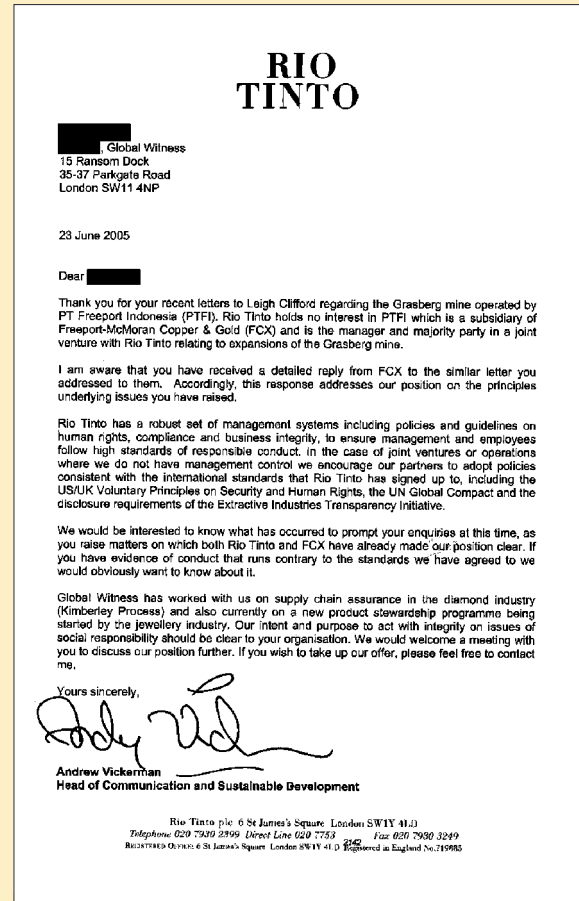 RIO
TINTO
, Global Witness
15 Ransom Dock
35-37 Parkgate Road
London SW11 4NP
23 June 2005
Dear
Thank you for your recent letters to Leigh Clifford regarding the Grasberg mine operated by
PT Freeport Indonesia (PTFI). Rio Tinto holds no interest in PTFI which is a subsidiary of
Freeport-McMoran Copper & Gold (FCX) and is the manager and majority party in a joint
venture with Rio Tinto relating to expansions of the Grasberg mine.
I am aware that you have received a detailed reply from FCX to the similar letter you
addressed to them. Accordingly, this response addresses our position on the principles
underlying issues you have raised.
Rio Tinto has a robust set of management systems including policies and guidelines on
human rights, compliance and business integrity, to ensure management and employees
follow high standards of responsible conduct. In the case of joint ventures or operations
where we do not have management control we encourage our partners to adopt policies
consistent with the international standards that Rio Tinto has signed up to, including the
US/UK Voluntary Principles on Security and Human Rights, the UN Global Compact and the
disclosure requirements of the Extractive Industries Transparency Initiative.
We would be interested to know what has occurred to prompt your enquiries at this time, as
you raise matters on which both Rio Tinto and FCX have already made our position clear. If
you have evidence of conduct that runs contrary to the standards we have agreed to we
would obviously want to know about it.
Global Witness has worked with us on supply chain assurance in the diamond industry
(Kimberley Process) and also currently on a new product stewardship programme being
started by the jewellery industry. Our intent and purpose to act with integrity on issues of
social responsibility should be clear to your organisation. We would welcome a meeting with
you to discuss our position further. If you wish to take up our offer, please feel free to contact
me.
Yours sincerely,
Andrew Vickerman
Head of Communication and Sustainable Development
Rio Tinto plc 6 St James's Square London SW1Y 4LD
Telephone 020 7930 2399 Direct Line 020 7753 2142 Fax 020 7930 3249
Registered Office: 6 St James's Square London SW1Y 4LD Registered in England No. 719885